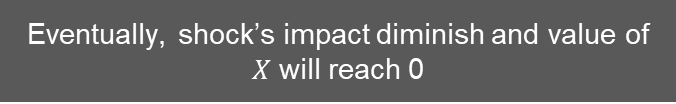 Eventually, shock’s impact diminish and value of
X will reach 0